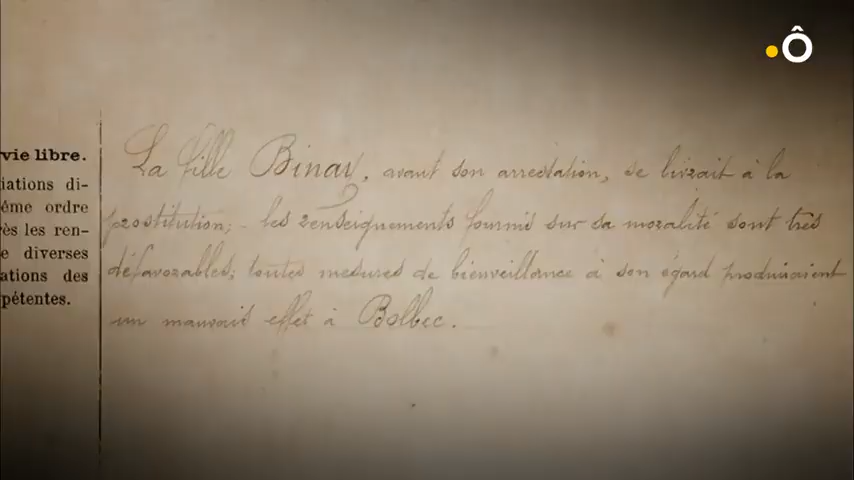 Ô
vie libre.
iations di-
ême ordre
ès les ren-
e diverses
ations des
pétentes.
La fille Binay, avant son arrestation, se livrait à la
prostitution; - les renseignements fournis sur sa moralité sont très
défavorables; toutes mesures de bienveillance à son égard produiraient
un mauvais effet à Bolbec.